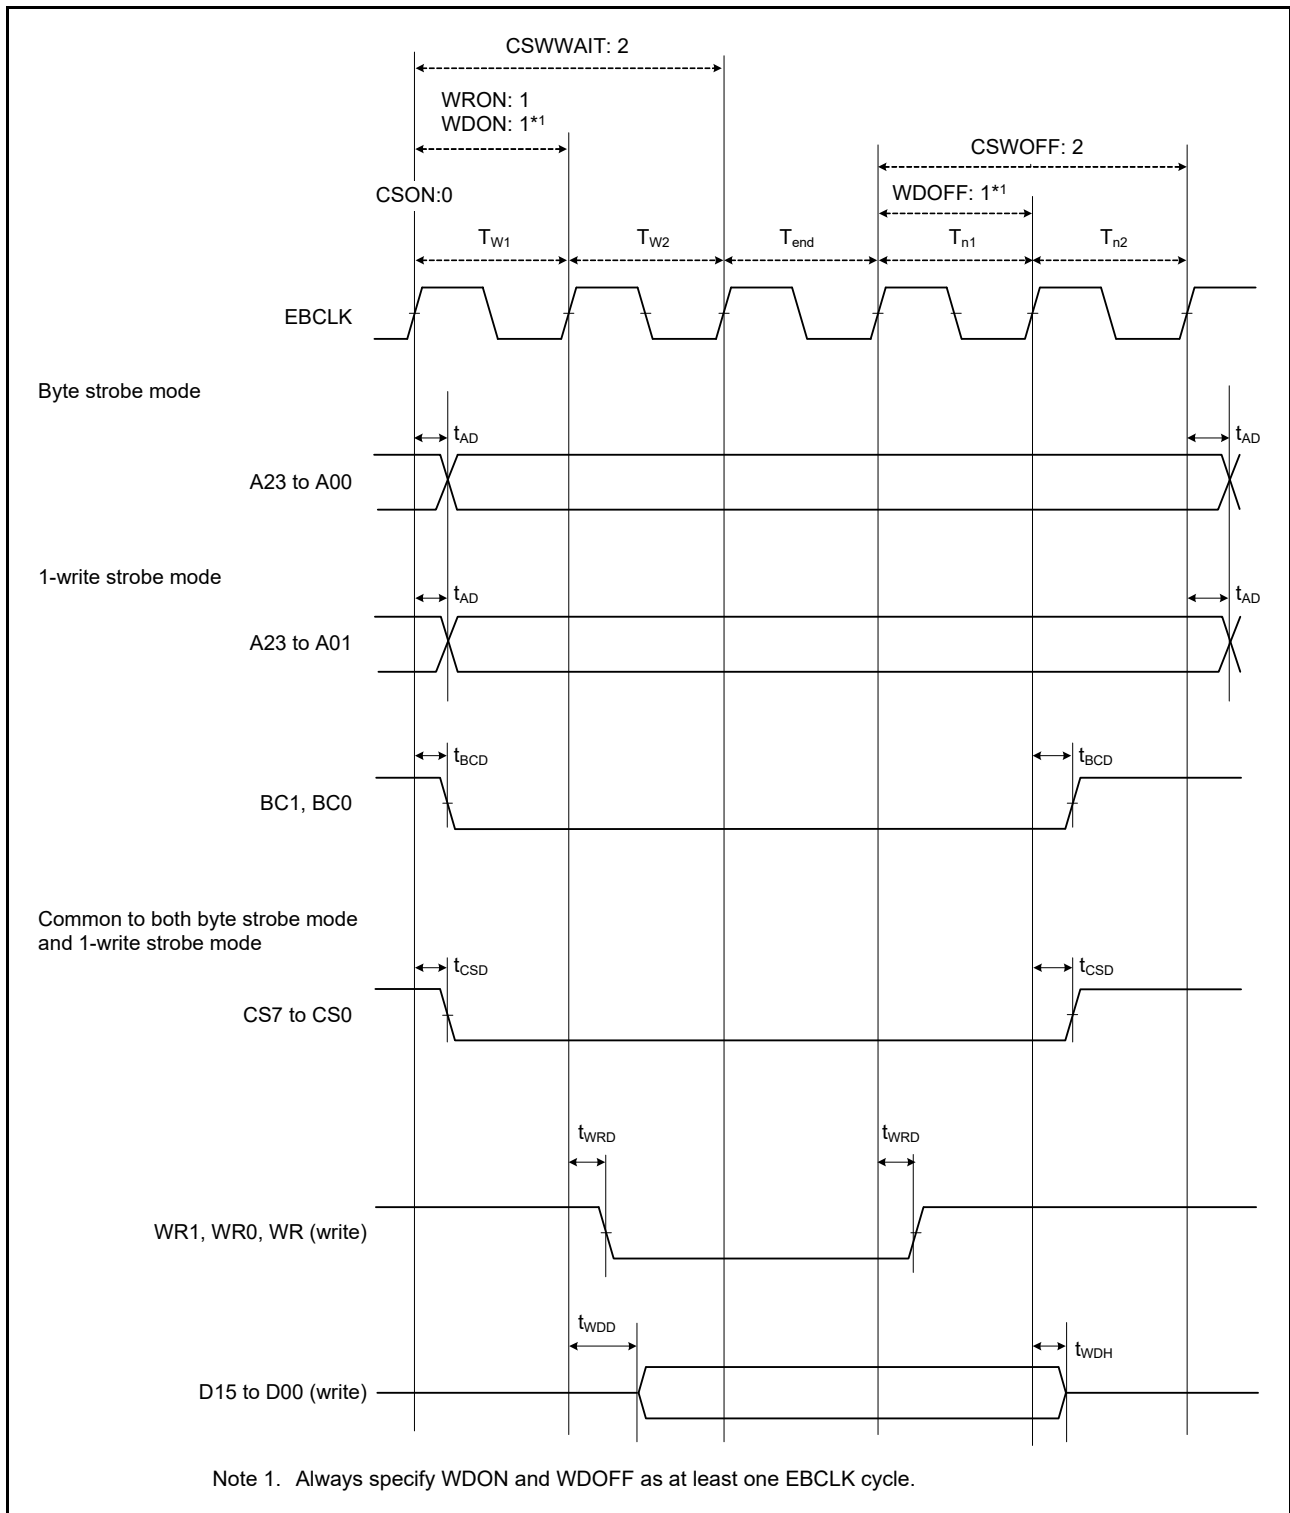 CSWWAIT: 2
WRON: 1
WDON: 1*1
CSWOFF: 2
CSON:0
WDOFF: 1*1
TW1
TW2
Tend
Tn1
Tn2
EBCLK
Byte strobe mode
tAD
tAD
A23 to A00
1-write strobe mode
tAD
tAD
A23 to A01
tBCD
tBCD
BC1, BC0
Common to both byte strobe mode
and 1-write strobe mode
tCSD
tCSD
CS7 to CS0
tWRD
tWRD
WR1, WR0, WR (write)
tWDD
tWDH
D15 to D00 (write)
Note 1. Always specify WDON and WDOFF as at least one EBCLK cycle.